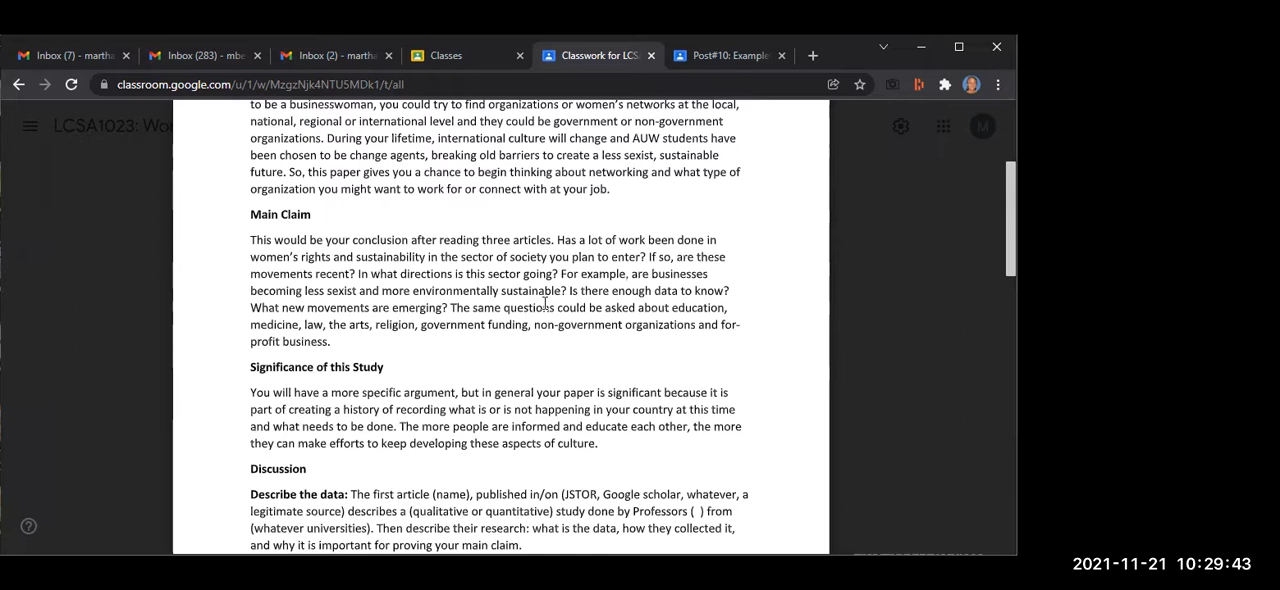 Inbox (7) - martha
Inbox (283) - mbe
Inbox (2) - martha
Classes
Classwork for LCSA
Post#10: Example
classroom.google.com/u/1/w/MzgzNjk4NTU5MDk1/t/all
LCSA1023: Wo
M
to be a businesswoman, you could try to find organizations or women's networks at the local,
national, regional or international level and they could be government or non-government
organizations. During your lifetime, international culture will change and AUW students have
been chosen to be change agents, breaking old barriers to create a less sexist, sustainable
future. So, this paper gives you a chance to begin thinking about networking and what type of
organization you might want to work for or connect with at your job.
Main Claim
This would be your conclusion after reading three articles. Has a lot of work been done in
women's rights and sustainability in the sector of society you plan to enter? If so, are these
movements recent? In what directions is this sector going? For example, are businesses
becoming less sexist and more environmentally sustainable? Is there enough data to know?
What new movements are emerging? The same questions could be asked about education,
medicine, law, the arts, religion, government funding, non-government organizations and for-
profit business.
Significance of this Study
You will have a more specific argument, but in general your paper is significant because it is
part of creating a history of recording what is or is not happening in your country at this time
and what needs to be done. The more people are informed and educate each other, the more
they can make efforts to keep developing these aspects of culture.
Discussion
Describe the data: The first article (name), published in/on (JSTOR, Google scholar, whatever, a
legitimate source) describes a (qualitative or quantitative) study done by Professors ( ) from
(whatever universities). Then describe their research: what is the data, how they collected it,
and why it is important for proving your main claim.
2021-11-21 10:29:43